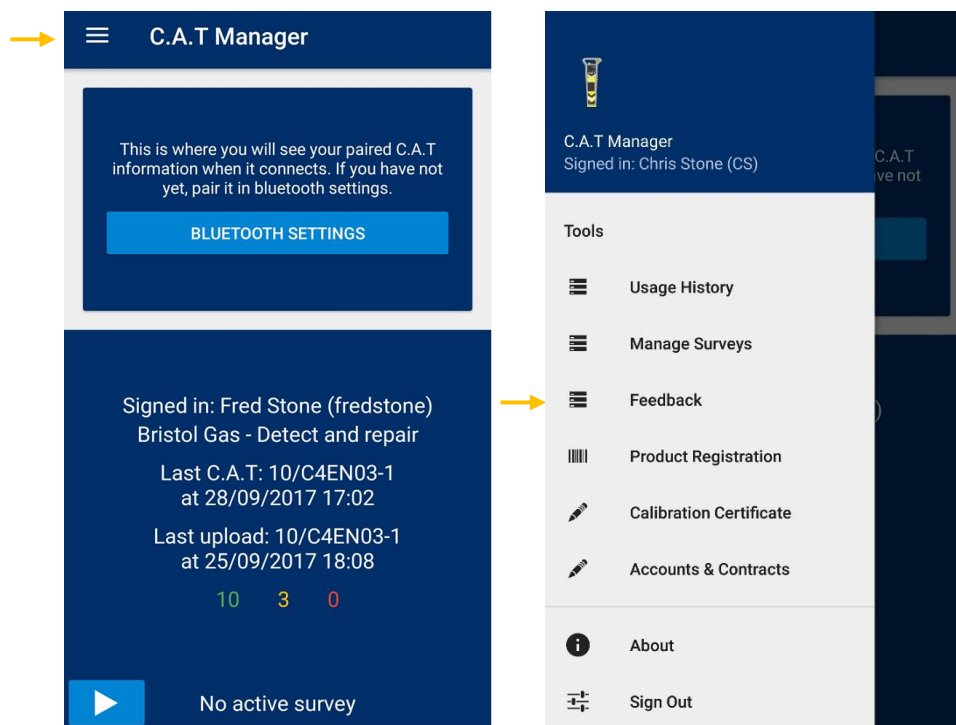 C.A.T Manager
This is where you will see your paired C.A.T
information when it connects. If you have not
yet, pair it in bluetooth settings.
BLUETOOTH SETTINGS
Signed in: Fred Stone (fredstone)
Bristol Gas - Detect and repair
Last C.A.T: 10/C4EN03-1
at 28/09/2017 17:02
Last upload: 10/C4EN03-1
at 25/09/2017 18:08
10 3 0
No active survey
C.A.T Manager
Signed in: Chris Stone (CS)
C.A.T
ve not
Tools
Usage History
Manage Surveys
Feedback
)
Product Registration
Calibration Certificate
Accounts & Contracts
About
Sign Out